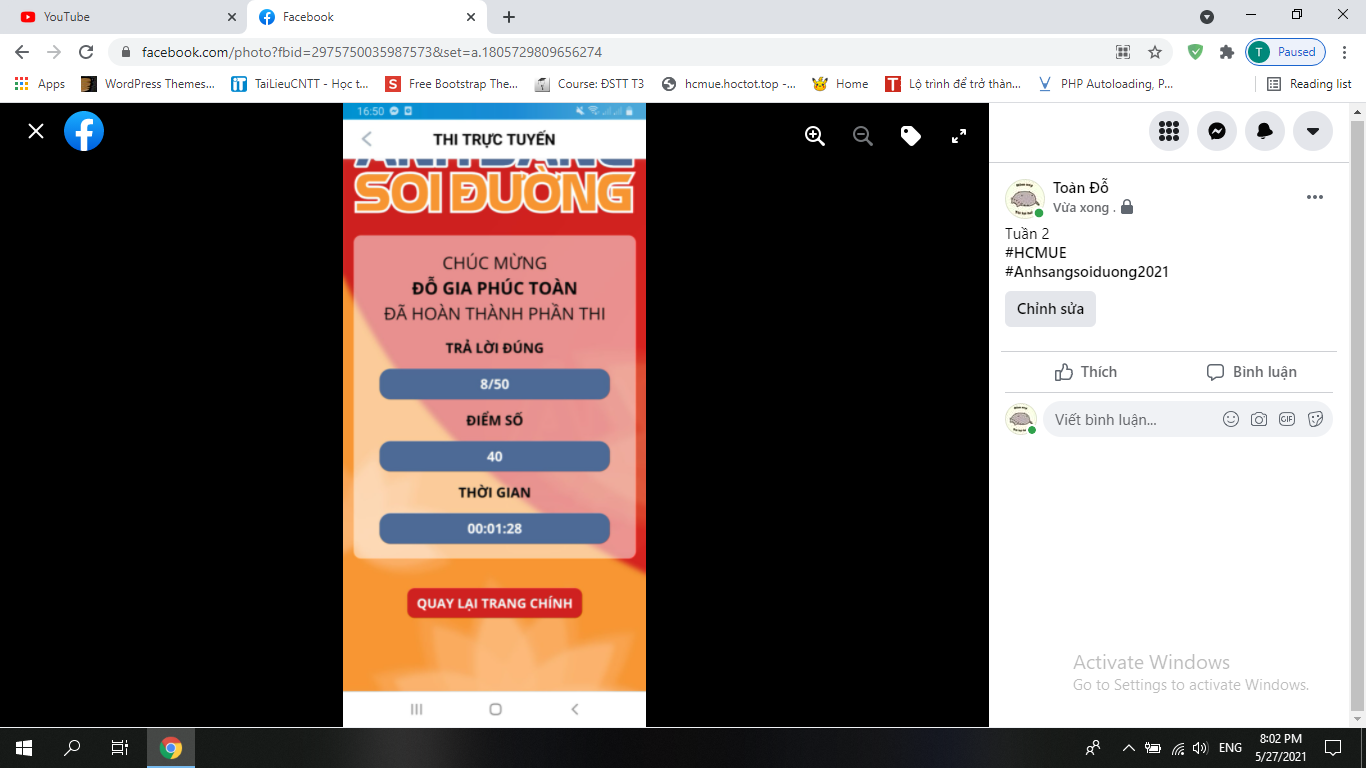 YouTube
Facebook
facebook.com/photo?fbid=2975750035987573&set=a.1805729809656274
T Paused
Apps
WordPress Themes...
TaiLieuCNTT - Học t...
Free Bootstrap The...
Course: ĐSTT T3
hcmue.hoctot.top -...
Home
Lộ trình để trở thàn...
PHP Autoloading, P...
Reading list
16:50
THI TRỰC TUYẾN
SOI ĐƯỜNG
CHÚC MỪNG
ĐỖ GIA PHÚC TOÀN
ĐÃ HOÀN THÀNH PHẦN THI
TRẢ LỜI ĐÚNG
8/50
ĐIỂM SỐ
40
THỜI GIAN
00:01:28
QUAY LẠI TRANG CHÍNH
Toàn Đỗ
Vừa xong .
Tuần 2
#HCMUE
#Anhsangsoiduong2021
Chỉnh sửa
Thích
Bình luận
Viết bình luận...
GIF
Activate Windows
Go to Settings to activate Windows.
ENG
8:02 PM
5/27/2021